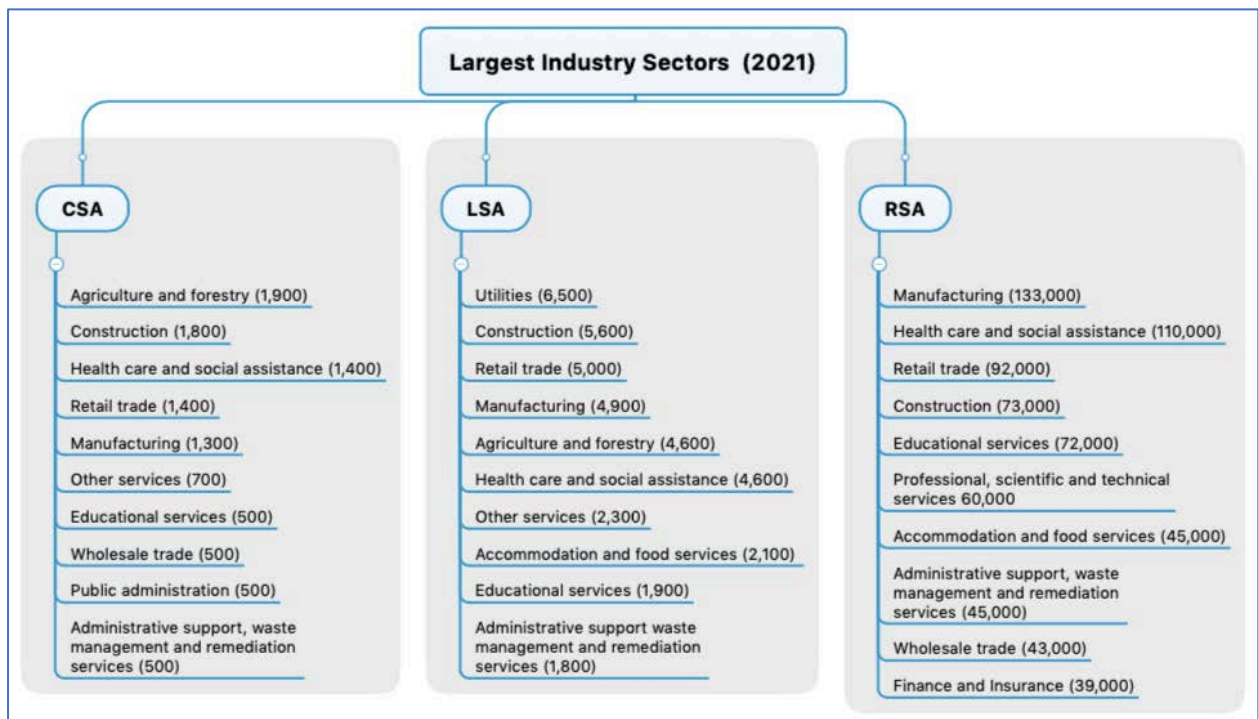 Largest Industry Sectors (2021)
CSA
Agriculture and forestry (1,900)
Construction (1,800)
Health care and social assistance (1,400)
Retail trade (1,400)
Manufacturing (1,300)
Other services (700)
Educational services (500)
Wholesale trade (500)
Public administration (500)
Administrative support, waste
management and remediation
services (500)
LSA
Utilities (6,500)
Construction (5,600)
Retail trade (5,000)
Manufacturing (4,900)
Agriculture and forestry (4,600)
Health care and social assistance (4,600)
Other services (2,300)
Accommodation and food services (2,100)
Educational services (1,900)
Administrative support waste
management and remediation
services (1,800)
RSA
Manufacturing (133,000)
Health care and social assistance (110,000)
Retail trade (92,000)
Construction (73,000)
Educational services (72,000)
Professional, scientific and technical
services 60,000
Accommodation and food services (45,000)
Administrative support, waste
management and remediation
services (45,000)
Wholesale trade (43,000)
Finance and Insurance (39,000)